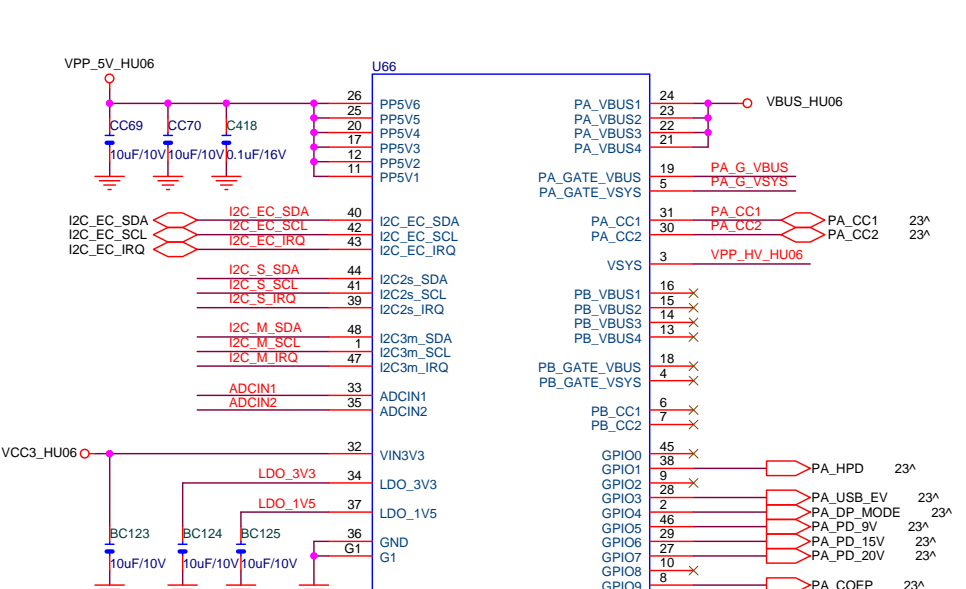 VPP_5V_HU06
U66
26 PP5V6 PA_VBUS1 24 VBUS_HU06
25 PP5V5 PA_VBUS2 23
20 PP5V4 PA_VBUS3 22
17 PP5V3 PA_VBUS4 21
12 PP5V2
11 PP5V1
CC69 CC70 C418
10uF/10V 10uF/10V 0.1uF/16V
PA_GATE_VBUS 19 PA_G_VBUS
PA_GATE_VSYS 5 PA_G_VSYS
I2C_EC_SDA I2C_EC_SDA 40 I2C_EC_SDA PA_CC1 31 PA_CC1 PA_CC1 23^
I2C_EC_SCL I2C_EC_SCL 42 I2C_EC_SCL PA_CC2 30 PA_CC2 PA_CC2 23^
I2C_EC_IRQ I2C_EC_IRQ 43 I2C_EC_IRQ
VSYS 3 VPP_HV_HU06
I2C_S_SDA 44 I2C2s_SDA
I2C_S_SCL 41 I2C2s_SCL PB_VBUS1 16
I2C_S_IRQ 39 I2C2s_IRQ PB_VBUS2 15
PB_VBUS3 14
I2C_M_SDA 48 I2C3m_SDA PB_VBUS4 13
I2C_M_SCL 1 I2C3m_SCL
I2C_M_IRQ 47 I2C3m_IRQ PB_GATE_VBUS 18
PB_GATE_VSYS 4
ADCIN1 33 ADCIN1
ADCIN2 35 ADCIN2 PB_CC1 6
PB_CC2 7
VCC3_HU06 32 VIN3V3 GPIO0 45
GPIO1 38 PA_HPD 23^
LDO_3V3 34 LDO_3V3 GPIO2 9
GPIO3 28 PA_USB_EV 23^
LDO_1V5 37 LDO_1V5 GPIO4 2 PA_DP_MODE 23^
GPIO5 46 PA_PD_9V 23^
BC123 BC124 BC125 36 GND GPIO6 29 PA_PD_15V 23^
G1 G1 GPIO7 27 PA_PD_20V 23^
10uF/10V 10uF/10V 10uF/10V GPIO8 10
GPIO9 8 PA_COEP 23^